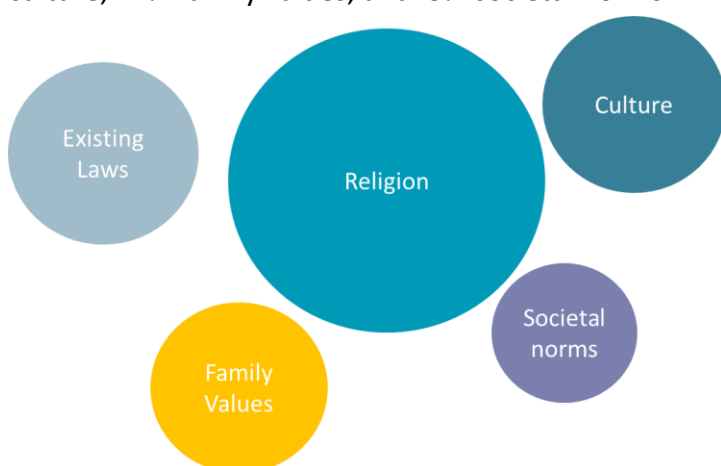 Existing
Laws
Religion
Culture
Family
Values
Societal
norms